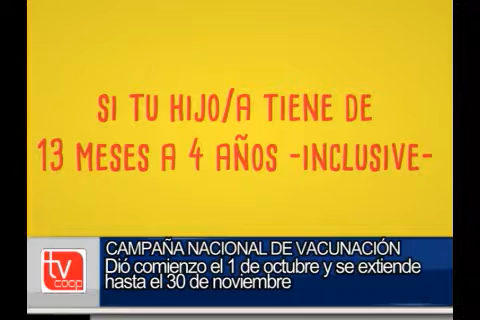 SI TU HIJO/A TIENE DE
13 MESES A 4 AÑOS -INCLUSIVE-
CAMPAÑA NACIONAL DE VACUNACIÓN
Dió comienzo el 1 de octubre y se extiende
hasta el 30 de noviembre
tv
coop